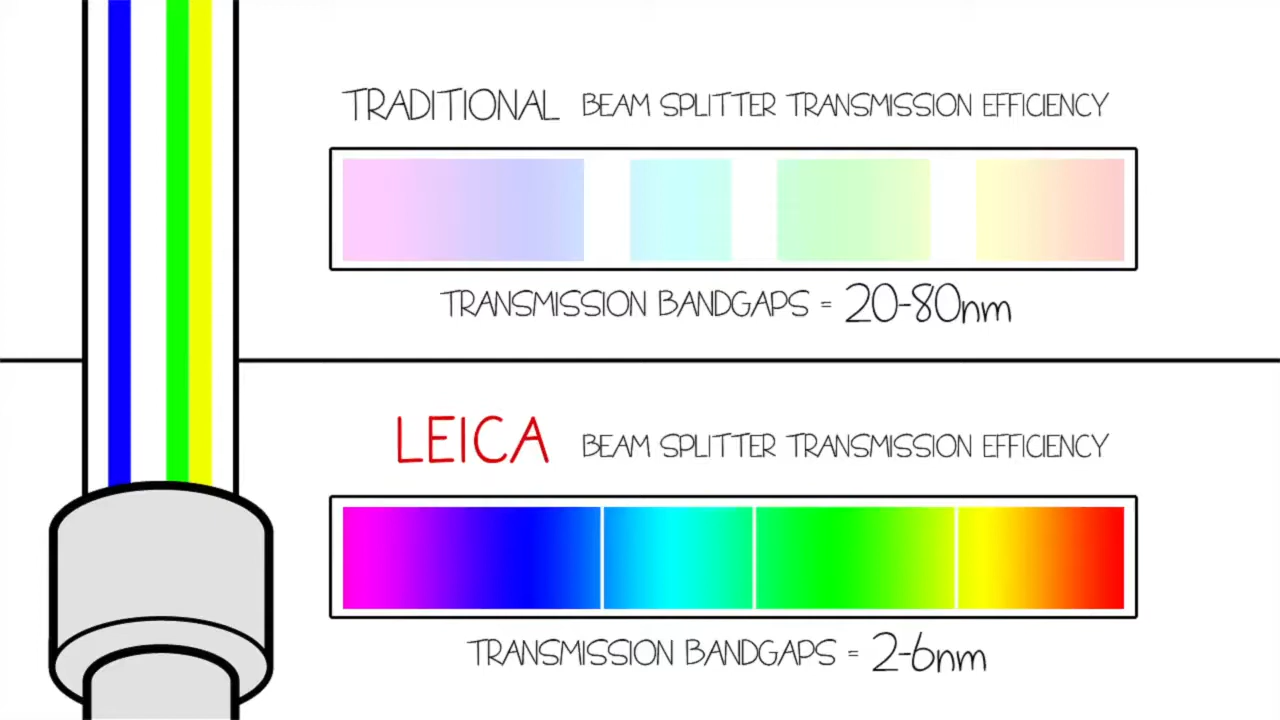 TRADITIONAL BEAM SPLITTER TRANSMISSION EFFICIENCY
TRANSMISSION BANDGAPS = 20-80nm
LEICA BEAM SPLITTER TRANSMISSION EFFICIENCY
TRANSMISSION BANDGAPS = 2-6nm